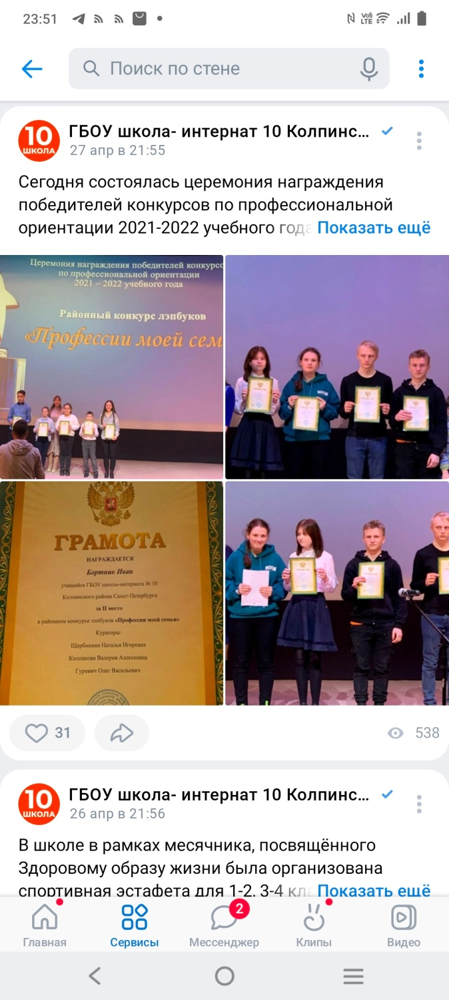 23:51
Vo)
LTE
Поиск по стене
10
ШКОЛА
ГБОУ школа- интернат 10 Колпинс...
27 апр в 21:55
Сегодня состоялась церемония награждения
победителей конкурсов по профессиональной
ориентации 2021-2022 учебного года Показать ещё
Церемония награждения победителей конкурсо
по профессиональной ориентации
2021 – 2022 учебного года
Районный конкурс лэпбуков
«Профессии моей сем
ГРАМОТА
НАГРАЖДАЕТСЯ
Бортник Иван
учащийся ГБОУ школы-интерната № 10
Колпинского района Санкт-Петербурга
за II место
в районном конкурсе лэпбуков «Профессии моей семьи»
Кураторы:
Щербинина Наталья Игоревна
Колпакова Валерия Алексеевна
Гурович Олег Васильевич
31
538
10
ШКОЛА
ГБОУ школа- интернат 10 Колпинс...
26 апр в 21:56
В школе в рамках месячника, посвящённого
Здоровому образу жизни была организована
спортивная эстафета для 1-2, 3-4 кла Показать ещё
2
Главная
Сервисы
Мессенджер
Клипы
Видео